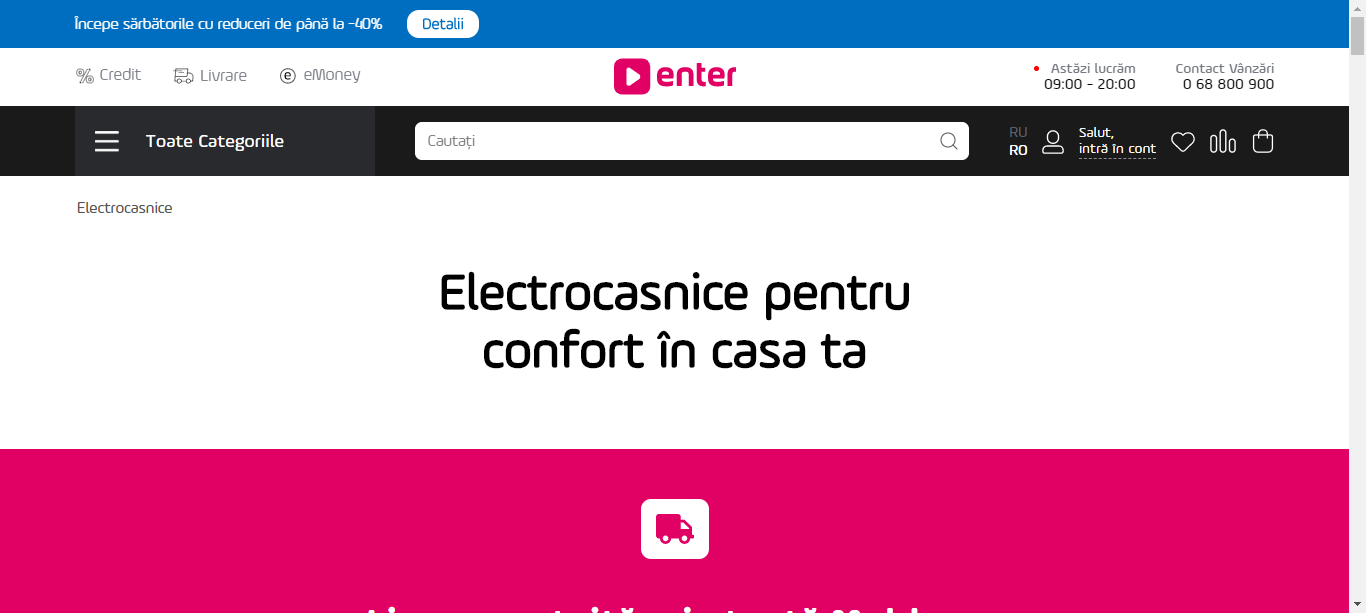 Începe sărbătorile cu reduceri de până la -40%
Detalii
Credit
Livrare
eMoney
enter
Astăzi lucrăm
09:00 - 20:00
Contact Vânzări
0 68 800 900
Toate Categoriile
Cautați
RU
RO
Salut,
intră în cont
Electrocasnice
Electrocasnice pentru
confort în casa ta